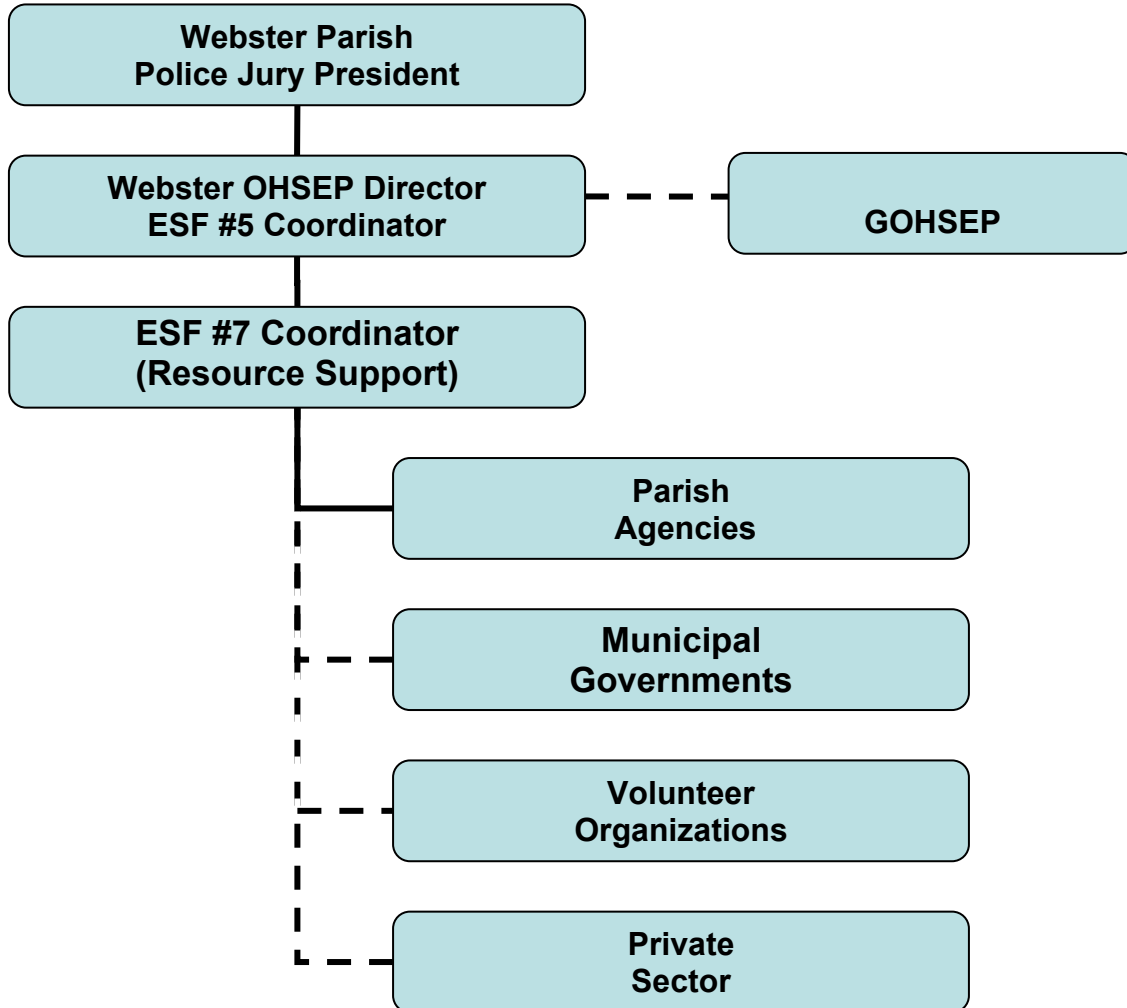 Webster Parish
Police Jury President
Webster OHSEP Director
ESF #5 Coordinator
GOHSEP
ESF #7 Coordinator
(Resource Support)
Parish
Agencies
Municipal
Governments
Volunteer
Organizations
Private
Sector